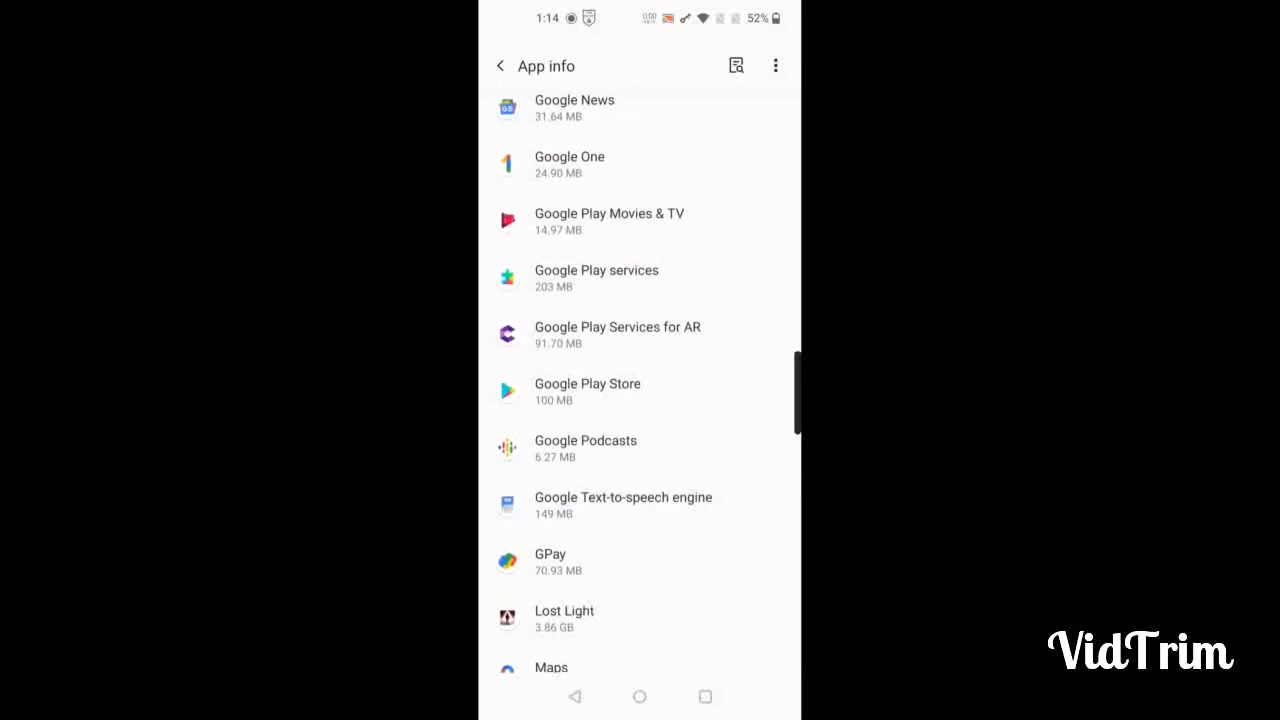 1:14
52%
App info
Google News
31.64 MB
Google One
24.90 MB
Google Play Movies & TV
14.97 MB
Google Play services
203 MB
Google Play Services for AR
91.70 MB
Google Play Store
100 MB
Google Podcasts
6.27 MB
Google Text-to-speech engine
149 MB
GPay
70.93 MB
Lost Light
3.86 GB
Maps
VidTrim